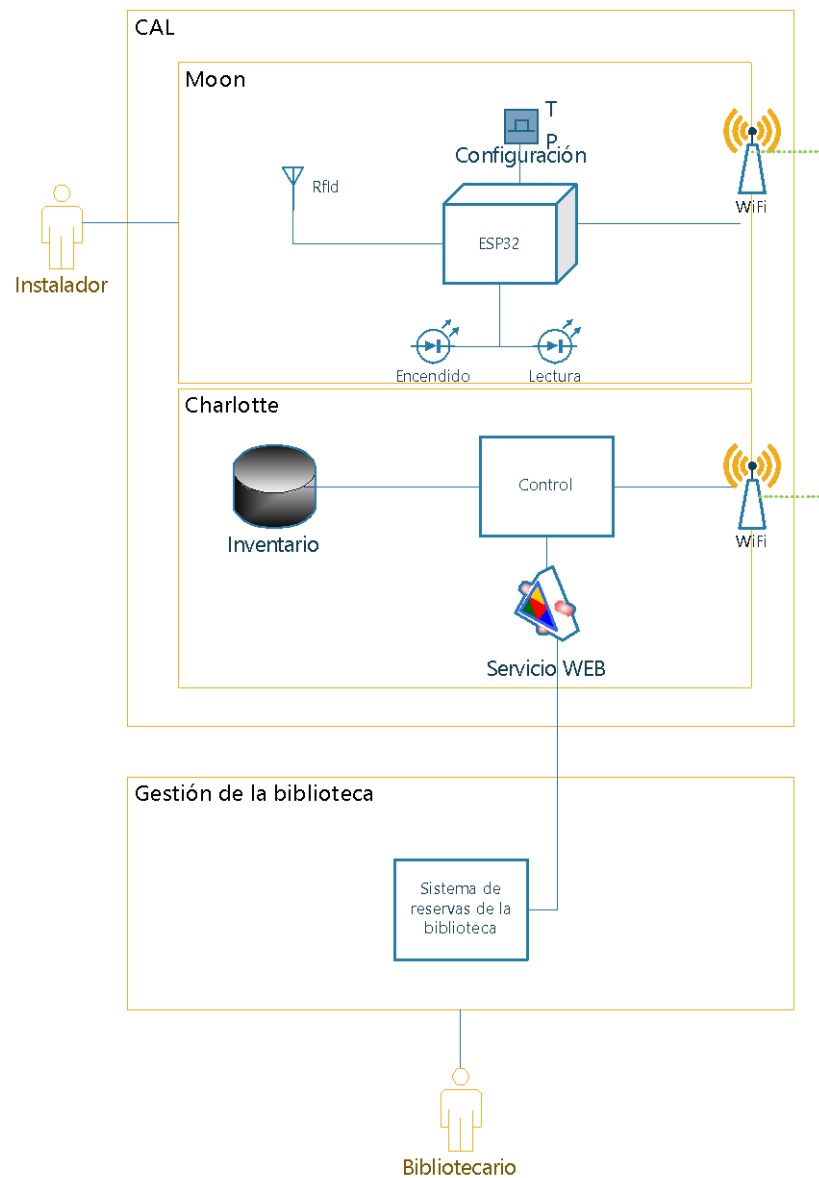 CAL
Moon
T
P
Configuración
RfId
WiFi
ESP32
Instalador
Encendido
Lectura
Charlotte
Control
Inventario
WiFi
Servicio WEB
Gestión de la biblioteca
Sistema de
reservas de la
biblioteca
Bibliotecario